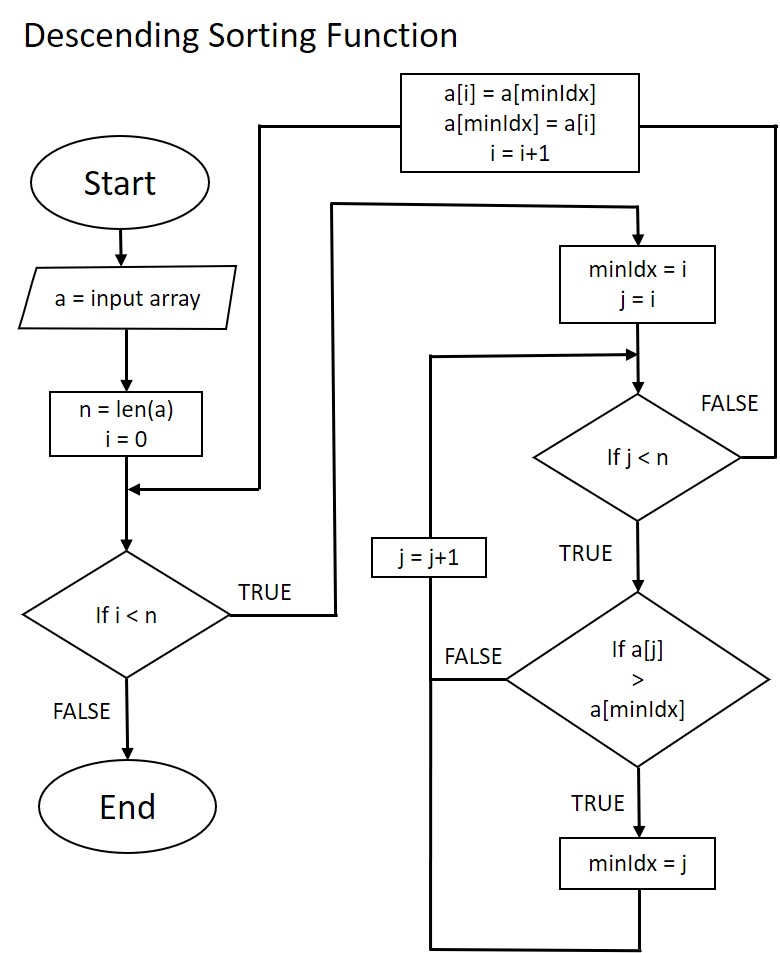 Descending Sorting Function
Start
a = input array
n = len(a)
i = 0
If i < n
TRUE
FALSE
End
a[i] = a[minIdx]
a[minIdx] = a[i]
i = i+1
minIdx = i
j = i
If j < n
FALSE
TRUE
j = j+1
If a[j]
>
a[minIdx]
FALSE
TRUE
minIdx = j